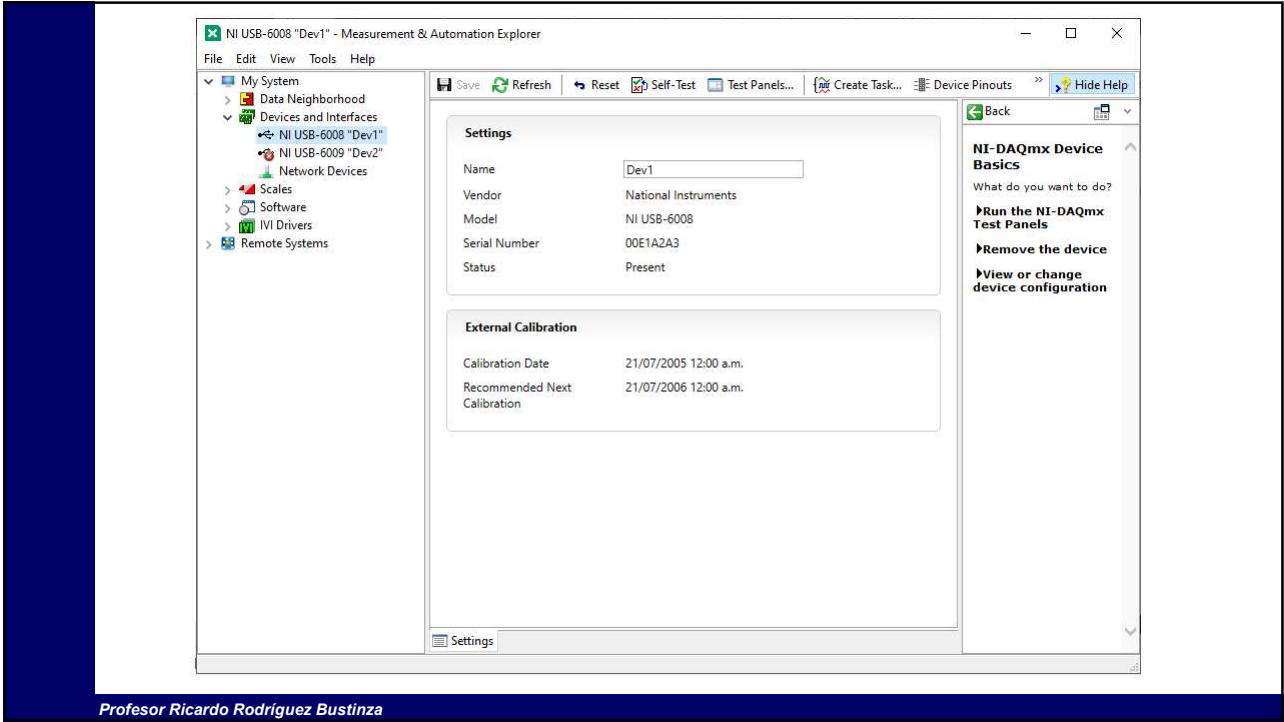 NI USB-6008 "Dev1" - Measurement & Automation Explorer
File Edit View Tools Help
My System
Data Neighborhood
Devices and Interfaces
NI USB-6008 "Dev1"
NI USB-6009 "Dev2"
Network Devices
Scales
Software
IVI Drivers
Remote Systems
Save Refresh Reset Self-Test Test Panels... Create Task... Device Pinouts » Hide Help
Settings
Name Dev1
Vendor National Instruments
Model NI USB-6008
Serial Number 00E1A2A3
Status Present
External Calibration
Calibration Date 21/07/2005 12:00 a.m.
Recommended Next 21/07/2006 12:00 a.m.
Calibration
Settings
Back
NI-DAQmx Device
Basics
What do you want to do?
Run the NI-DAQmx
Test Panels
Remove the device
View or change
device configuration
Profesor Ricardo Rodríguez Bustinza